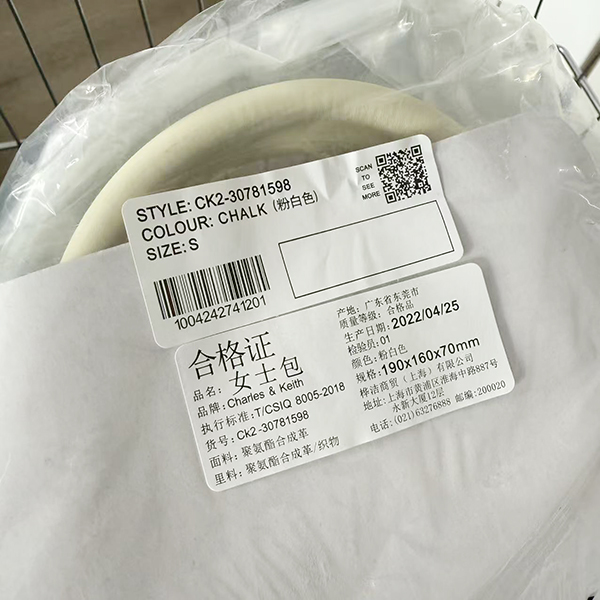 STYLE: CK2-30781598
COLOUR: CHALK (粉白色)
SIZE: S
SCAN
TO
SEE
MORE
1004242741201
合格证
品名: 女士包
品牌: Charles & Keith
执行标准: T/CSIQ 8005-2018
货号: CK2-30781598
面料: 聚氨酯合成革
里料: 聚氨酯合成革/织物
产地: 广东省东莞市
质量等级: 合格品
生产日期: 2022/04/25
检验员: 01
颜色: 粉白色
规格: 190x160x70mm
桦洁商贸（上海）有限公司
地址: 上海市黄浦区淮海中路887号
永新大厦12层
电话: (021) 63276888 邮编: 200020